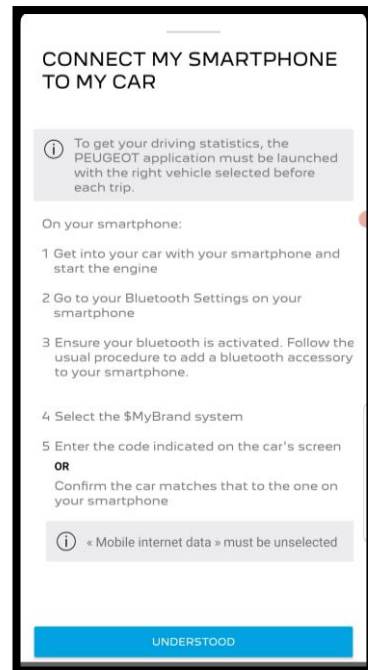 CONNECT MY SMARTPHONE
TO MY CAR
To get your driving statistics, the
PEUGEOT application must be launched
with the right vehicle selected before
each trip.
On your smartphone:
1 Get into your car with your smartphone and
start the engine
2 Go to your Bluetooth Settings on your
smartphone
3 Ensure your bluetooth is activated. Follow the
usual procedure to add a bluetooth accessory
to your smartphone.
4 Select the $MyBrand system
5 Enter the code indicated on the car's screen
OR
Confirm the car matches that to the one on
your smartphone
« Mobile internet data » must be unselected
UNDERSTOOD